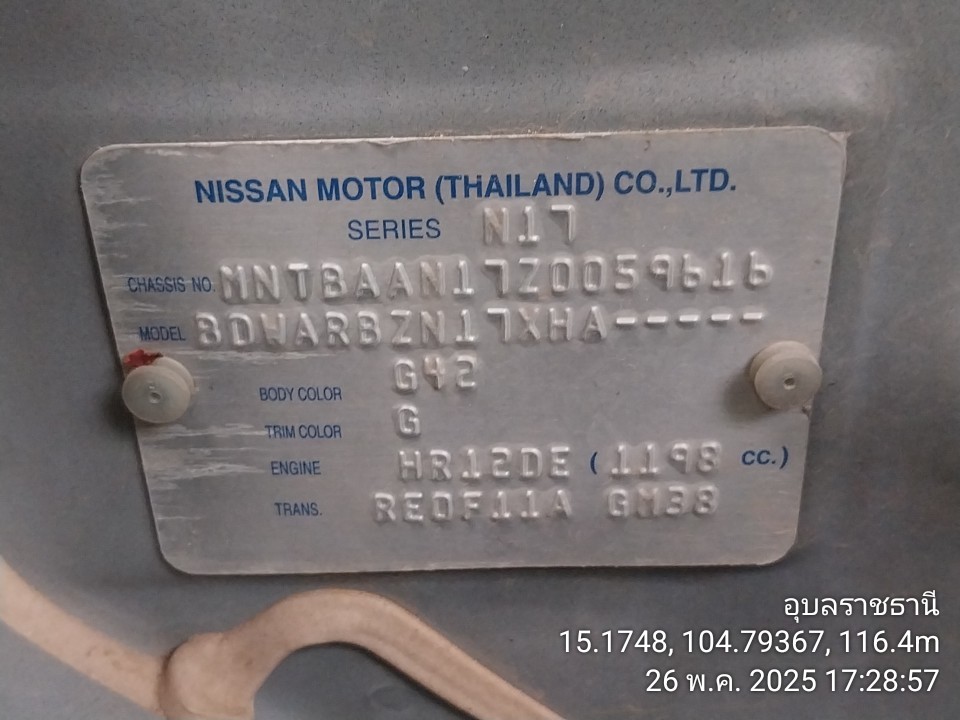 NISSAN MOTOR (THAILAND) CO.,LTD.
SERIES N17
CHASSIS NO. MNTBAAN17Z0059616
MODEL BDWARBZN17XHA-----
BODY COLOR G42
TRIM COLOR G
ENGINE HR12DE (1198 CC.)
TRANS. RE0F11A GM38
อุบลราชธานี
15.1748, 104.79367, 116.4m
26 พ.ค. 2025 17:28:57